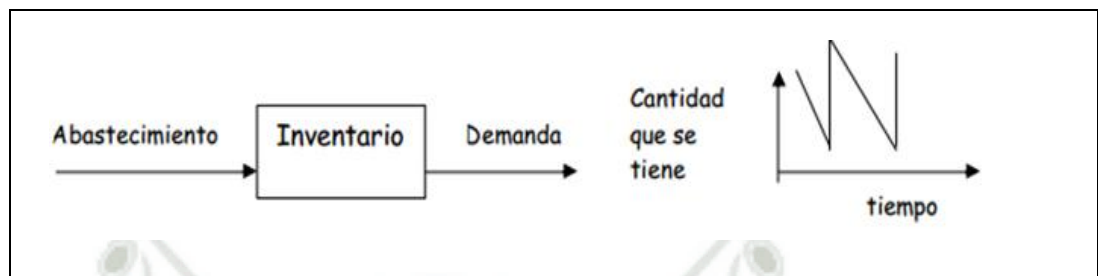 Abastecimiento
Inventario
Demanda
Cantidad
que se
tiene
tiempo